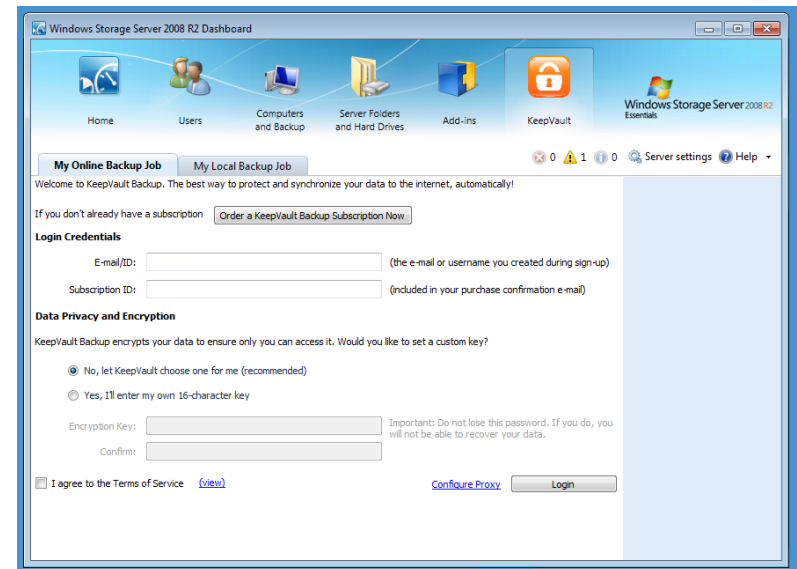 Windows Storage Server 2008 R2 Dashboard
Home
Users
Computers
and Backup
Server Folders
and Hard Drives
Add-ins
KeepVault
Windows Storage Server 2008 R2
Essentials
My Online Backup Job
My Local Backup Job
0 1 0 Server settings Help
Welcome to KeepVault Backup. The best way to protect and synchronize your data to the internet, automatically!
If you don't already have a subscription Order a KeepVault Backup Subscription Now
Login Credentials
E-mail/ID: (the e-mail or username you created during sign-up)
Subscription ID: (included in your purchase confirmation e-mail)
Data Privacy and Encryption
KeepVault Backup encrypts your data to ensure only you can access it. Would you like to set a custom key?
No, let KeepVault choose one for me (recommended)
Yes, I'll enter my own 16-character key
Encryption Key: Important: Do not lose this password. If you do, you
will not be able to recover your data.
Confirm:
I agree to the Terms of Service (view) Configure Proxy Login